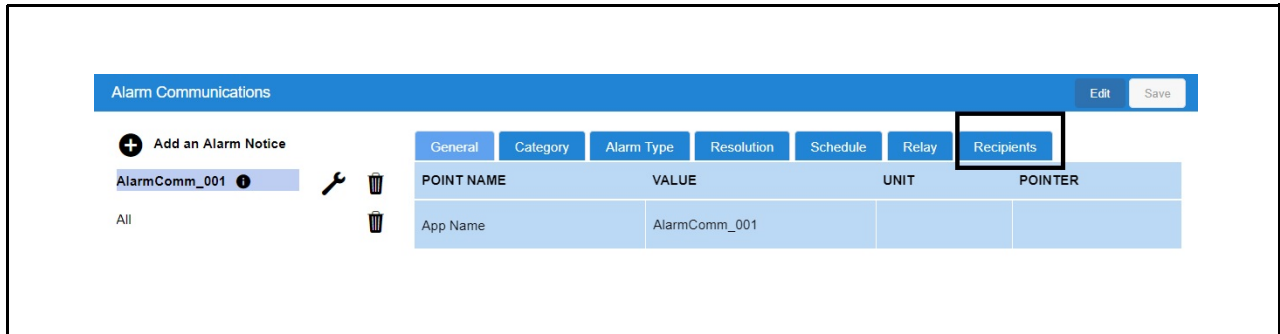 Alarm Communications Edit Save
Add an Alarm Notice
General Category Alarm Type Resolution Schedule Relay Recipients
AlarmComm_001
POINT NAME VALUE UNIT POINTER
All
App Name AlarmComm_001